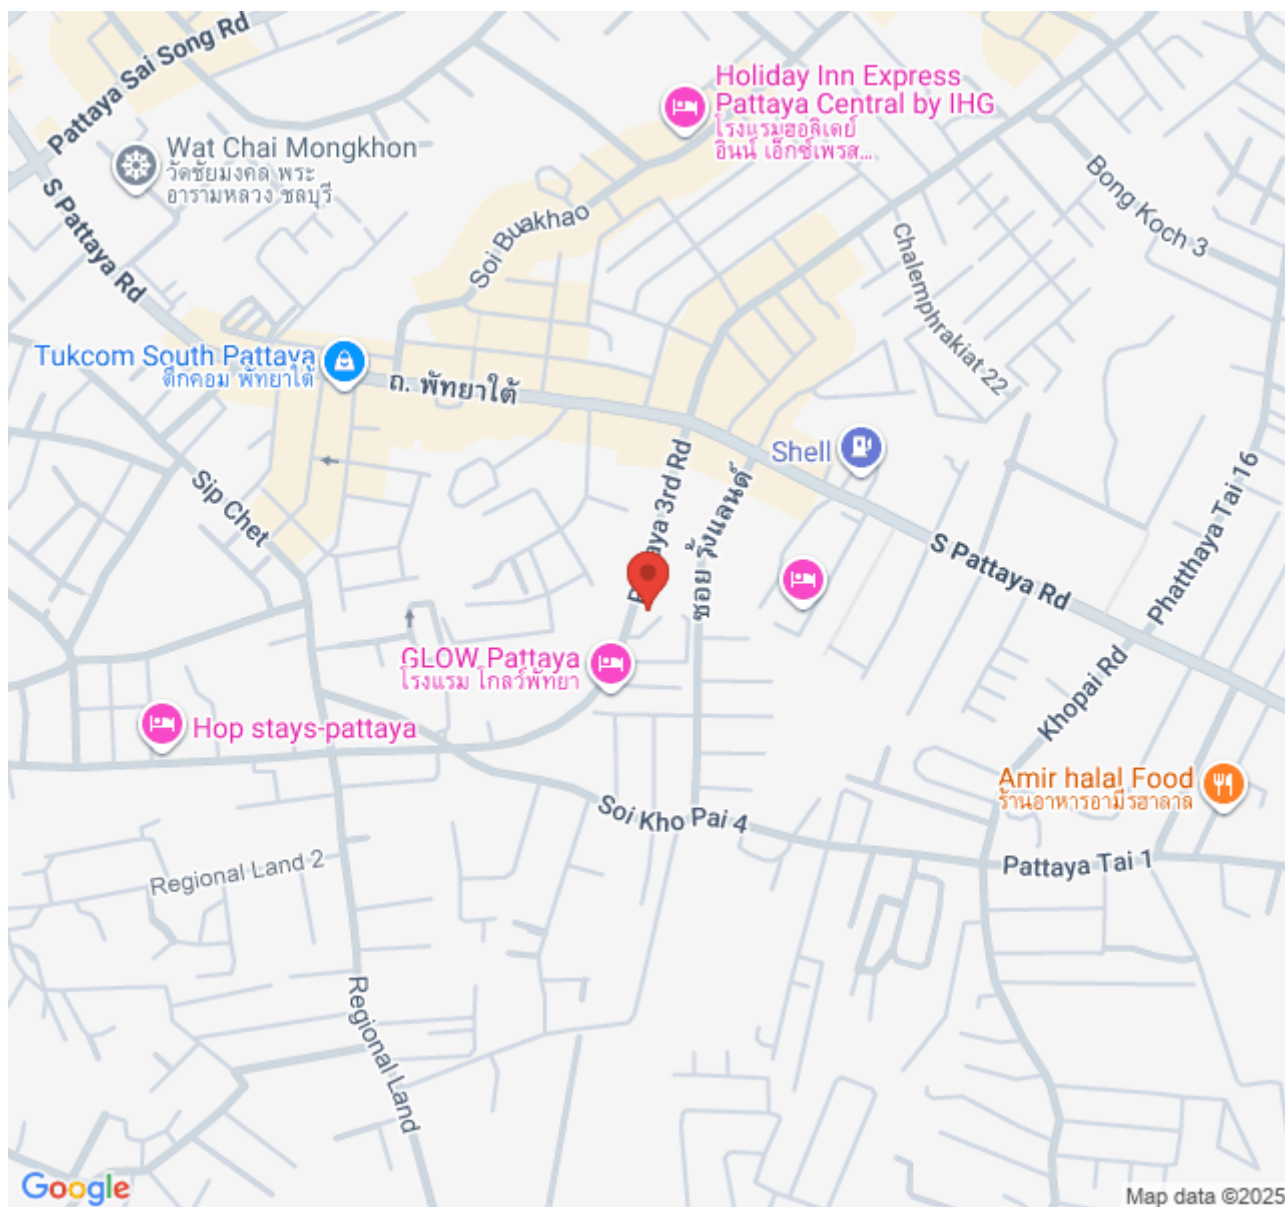 Pattaya Sai Song Rd
Holiday Inn Express
Pattaya Central by IHG
โรงแรมฮอลิเดย์
อินน์ เอ็กซ์เพรส...
Wat Chai Mongkhon
วัดชัยมงคล พระ
อารามหลวง ชลบุรี
Bong Koch 3
S Pattaya Rd
Soi Buakhao
Chalemphrakiat 22
Tukcom South Pattaya
ตึกคอม พัทยาใต้
ถ. พัทยาใต้
Shell
Sip Chet
aya 3rd Rd
ซอย วุ้งแลนด์
Phatthaya Tai 16
S Pattaya Rd
GLOW Pattaya
โรงแรม โกลว์พัทยา
Khopai Rd
Hop stays-pattaya
Amir halal Food
ร้านอาหารอามีรฮาลาล
Soi Kho Pai 4
Pattaya Tai 1
Regional Land 2
Regional Land
Google
Map data ©2025